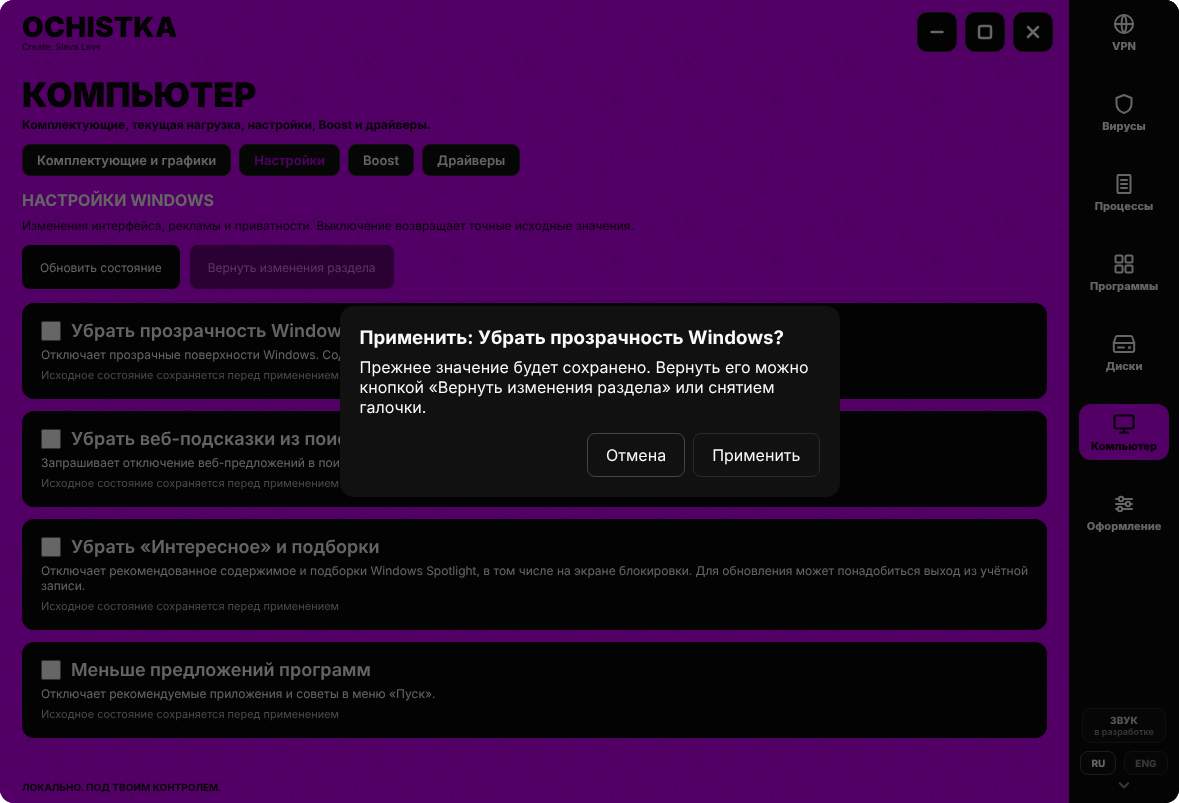 OCHISTKA
Create: Slava Luvs
КОМПЬЮТЕР
Комплектующие, текущая нагрузка, настройки, Boost и драйверы.
Комплектующие и графики
Настройки
Boost
Драйверы
НАСТРОЙКИ WINDOWS
Изменения интерфейса, рекламы и приватности. Выключение возвращает точные исходные значения.
Обновить состояние
Вернуть изменения раздела
Убрать прозрачность Window
Отключает прозрачные поверхности Windows.
Исходное состояние сохраняется перед применением
Убрать веб-подсказки из
Запрашивает отключение веб-предложений в
Исходное состояние сохраняется перед применением
Применить: Убрать прозрачность Windows?
Прежнее значение будет сохранено. Вернуть его можно
кнопкой «Вернуть изменения раздела» или снятием
галочки.
Отмена
Применить
Убрать «Интересное» и подборки
Отключает рекомендованное содержимое и подборки Windows Spotlight, в том числе на экране блокировки. Для обновления может понадобиться выход из учётной
записи.
Исходное состояние сохраняется перед применением
Меньше предложений программ
Отключает рекомендуемые приложения и советы в меню «Пуск».
Исходное состояние сохраняется перед применением
ЛОКАЛЬНО. ПОД ТВОИМ КОНТРОЛЕМ.
VPN
Вирусы
Процессы
Программы
Диски
Компьютер
Оформление
ЗВУК
в разработке
RU
ENG